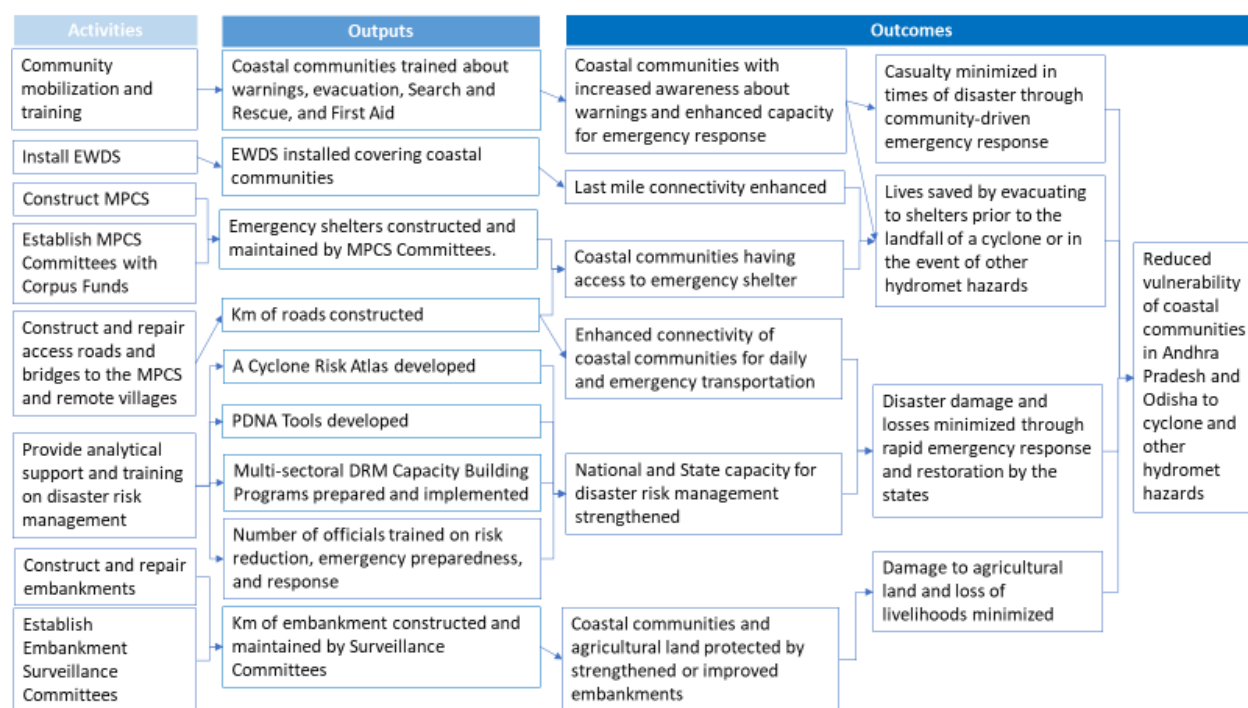 Activities
Outputs
Outcomes
Community
mobilization and
training
Install EWDS
Construct MPCS
Establish MPCS
Committees with
Corpus Funds
Construct and repair
access roads and
bridges to the MPCS
and remote villages
Provide analytical
support and training
on disaster risk
management
Construct and repair
embankments
Establish
Embankment
Surveillance
Committees
Coastal communities trained about
warnings, evacuation, Search and
Rescue, and First Aid
EWDS installed covering coastal
communities
Emergency shelters constructed and
maintained by MPCS Committees.
Km of roads constructed
A Cyclone Risk Atlas developed
PDNA Tools developed
Multi-sectoral DRM Capacity Building
Programs prepared and implemented
Number of officials trained on risk
reduction, emergency preparedness,
and response
Km of embankment constructed and
maintained by Surveillance
Committees
Coastal communities with
increased awareness about
warnings and enhanced capacity
for emergency response
Last mile connectivity enhanced
Coastal communities having
access to emergency shelter
Enhanced connectivity of
coastal communities for daily
and emergency transportation
National and State capacity for
disaster risk management
strengthened
Coastal communities and
agricultural land protected by
strengthened or improved
embankments
Casualty minimized in
times of disaster through
community-driven
emergency response
Lives saved by evacuating
to shelters prior to the
landfall of a cyclone or in
the event of other
hydromet hazards
Disaster damage and
losses minimized through
rapid emergency response
and restoration by the
states
Damage to agricultural
land and loss of
livelihoods minimized
Reduced
vulnerability
of coastal
communities
in Andhra
Pradesh and
Odisha to
cyclone and
other
hydromet
hazards